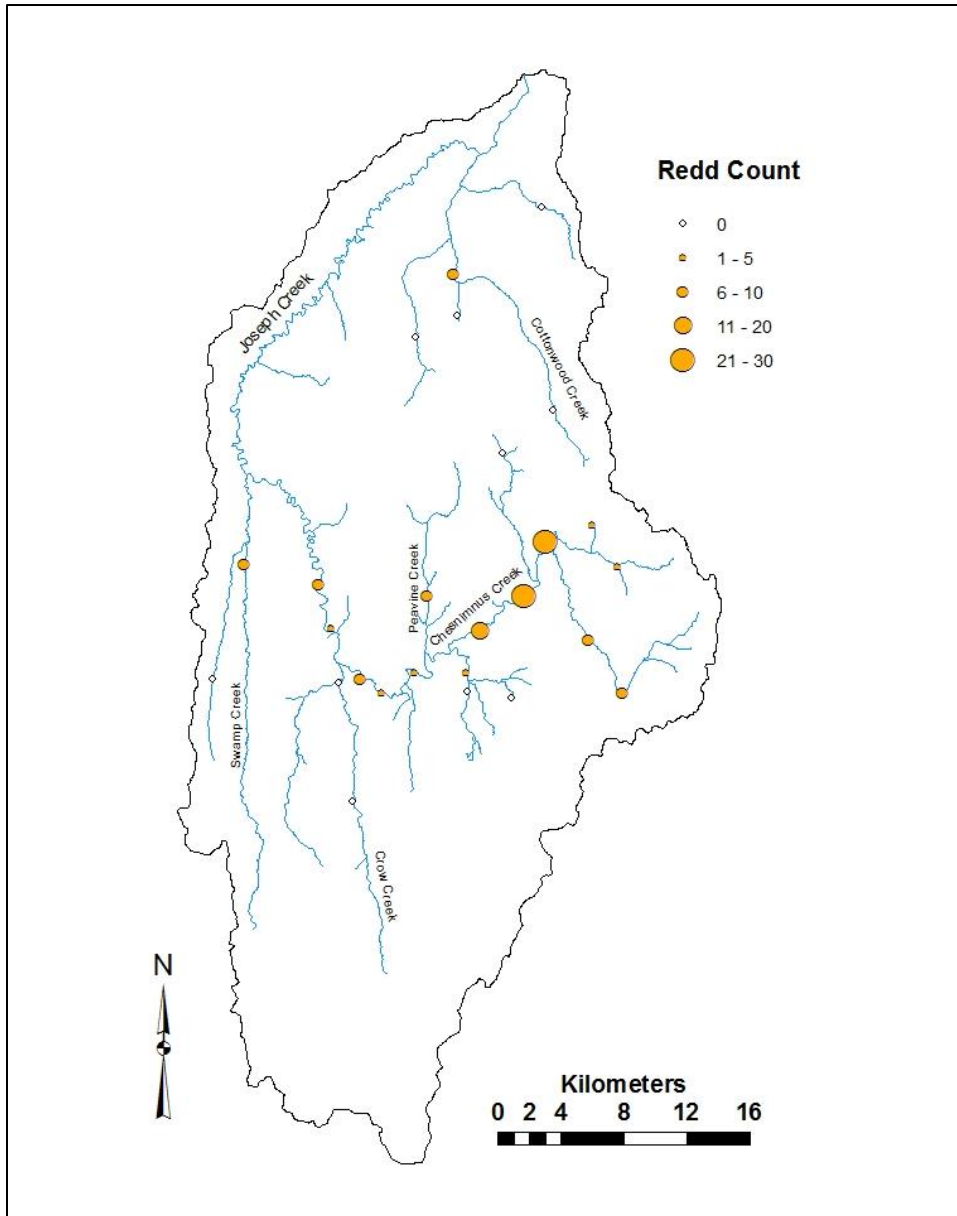 Redd Count
0
1 - 5
6 - 10
11 - 20
21 - 30
Joseph Creek
Cottonwood Creek
Peavine Creek
Chesnimnus Creek
Swamp Creek
Crow Creek
N
Kilometers
0 2 4 8 12 16